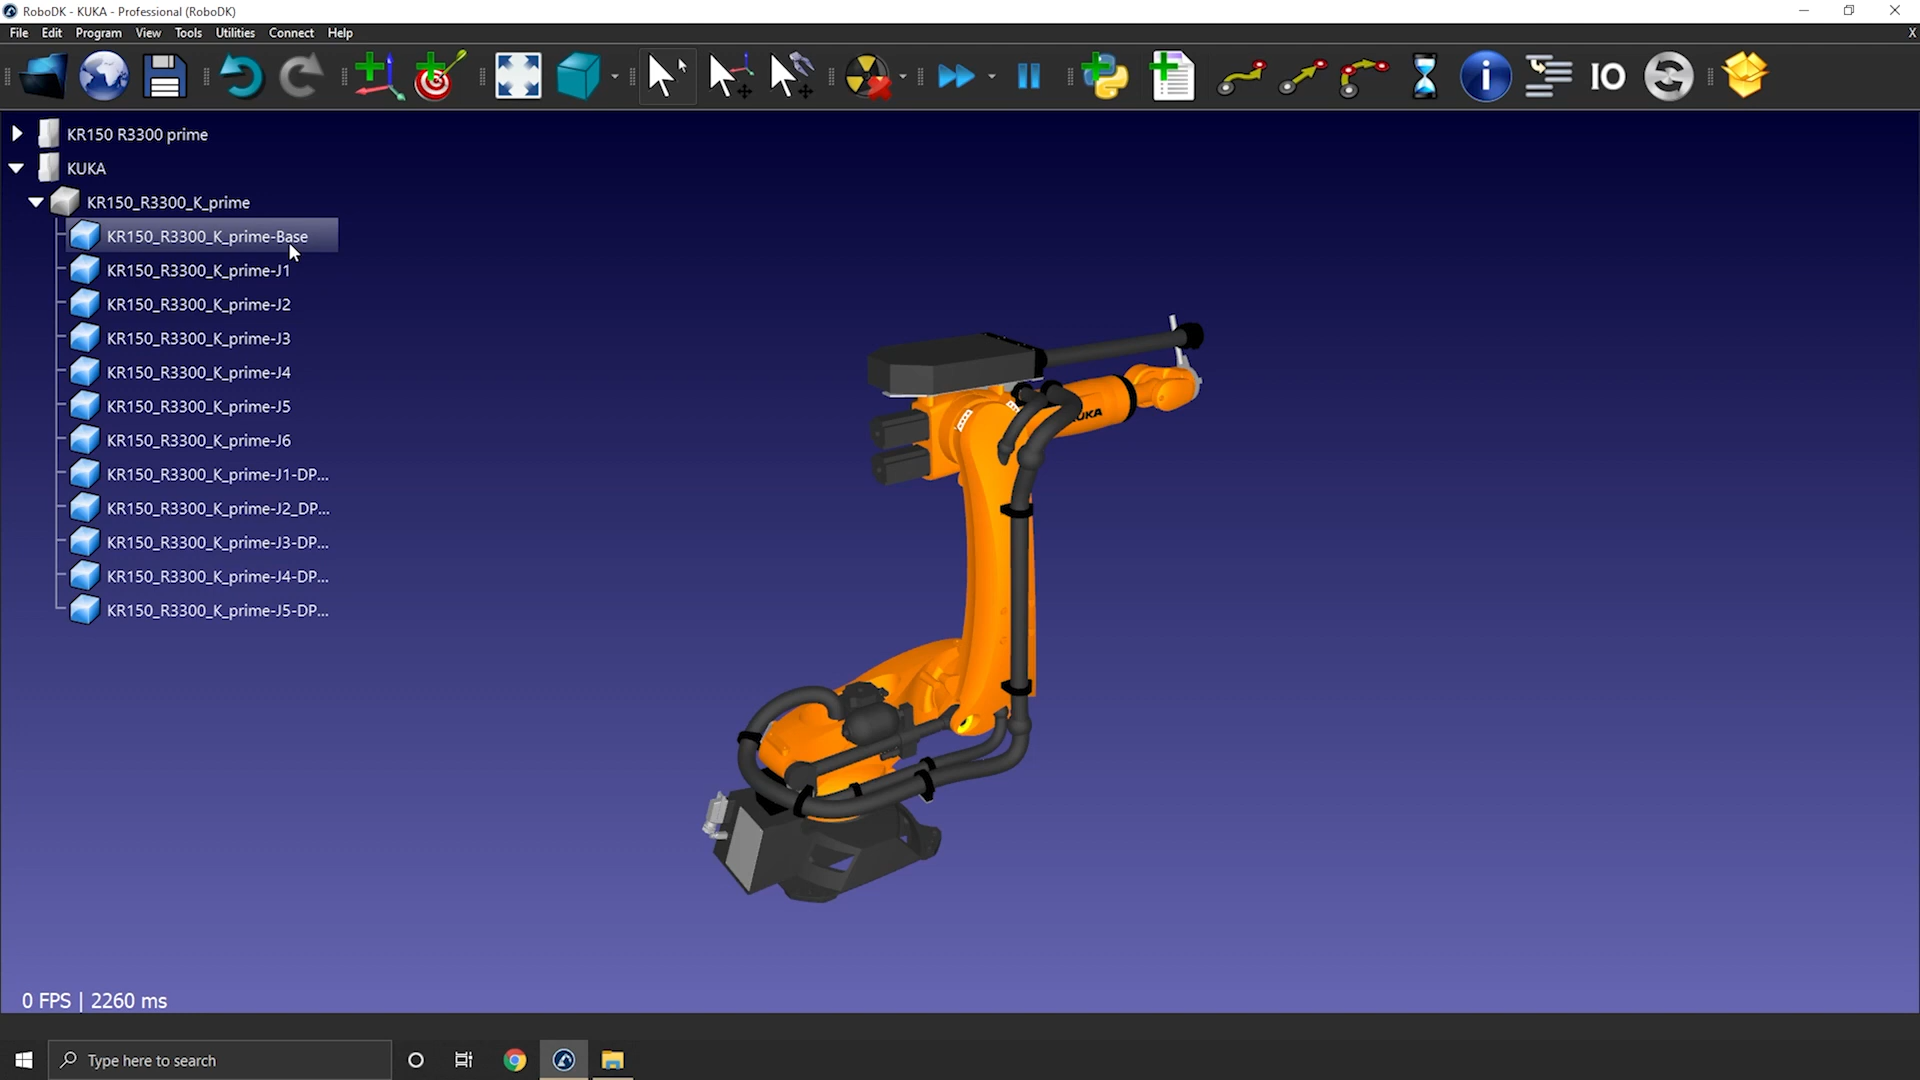 RoboDK - KUKA - Professional (RoboDK)
File Edit Program View Tools Utilities Connect Help
X
IO
KR150 R3300 prime
KUKA
KR150_R3300_K_prime
KR150_R3300_K_prime-Base
KR150_R3300_K_prime-J1
KR150_R3300_K_prime-J2
KR150_R3300_K_prime-J3
KR150_R3300_K_prime-J4
KR150_R3300_K_prime-J5
KR150_R3300_K_prime-J6
KR150_R3300_K_prime-J1-DP...
KR150_R3300_K_prime-J2_DP...
KR150_R3300_K_prime-J3-DP...
KR150_R3300_K_prime-J4-DP...
KR150_R3300_K_prime-J5-DP...
0 FPS | 2260 ms
Type here to search